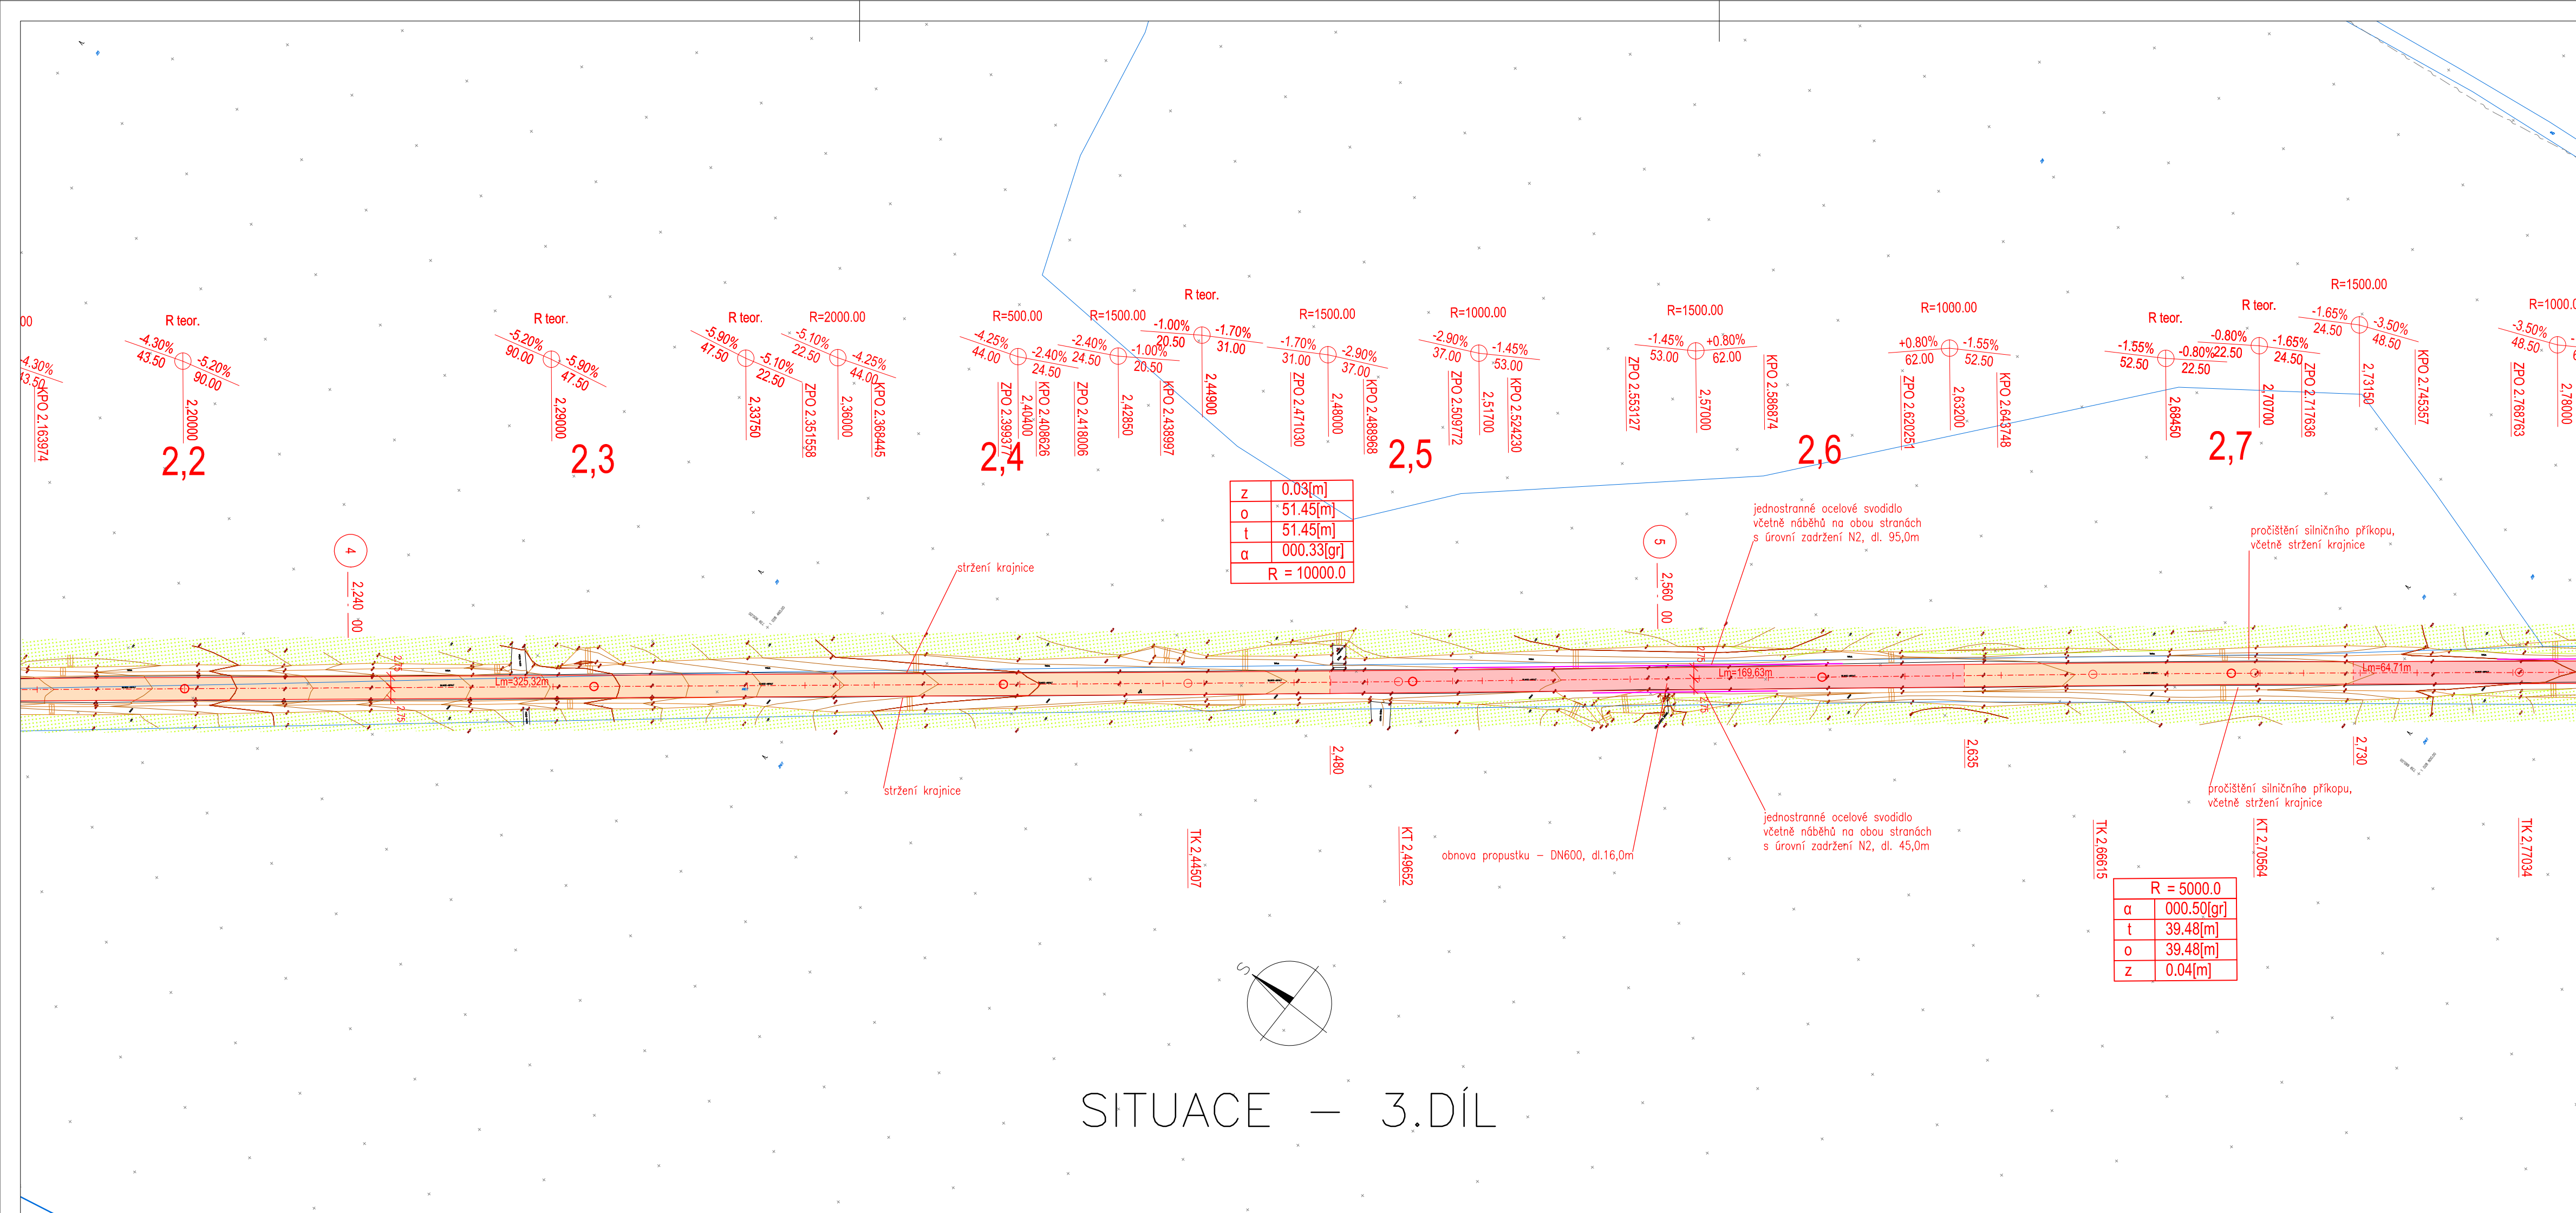 R teor.
-4.30%
43.50
-5.20%
90.00
2,20000
-4.30%
KPO 2.163974
R teor.
-5.20%
90.00
-5.90%
47.50
2,29000
R teor.
-5.90%
47.50
-5.10%
22.50
2,33750
R=2000.00
-5.10%
22.50
-4.25%
44.00
ZPO 2.351558
2,36000
KPO 2.368445
R=500.00
-4.25%
44.00
-2.40%
24.50
ZPO 2.399377
2,40400
KPO 2.408626
R=1500.00
-2.40%
24.50
-1.00%
20.50
ZPO 2.418006
2,42850
KPO 2.438997
R teor.
-1.00%
20.50
-1.70%
31.00
2,44900
R=1500.00
-1.70%
31.00
-2.90%
37.00
ZPO 2.471030
2,48000
KPO 2.488968
R=1000.00
-2.90%
37.00
-1.45%
53.00
ZPO 2.509772
2,51700
KPO 2.524230
R=1500.00
-1.45%
53.00
+0.80%
62.00
ZPO 2.553127
2,57000
KPO 2.586874
R=1000.00
+0.80%
62.00
-1.55%
52.50
ZPO 2.620251
2,63200
KPO 2.643748
R teor.
-1.55%
52.50
-0.80%
22.50
2,68450
R teor.
-0.80%
22.50
-1.65%
24.50
2,70700
R=1500.00
-1.65%
24.50
-3.50%
48.50
ZPO 2.717636
2,73150
KPO 2.745357
-3.50%
48.50
ZPO 2.768763
2,78000
2,2
2,3
2,4
2,5
2,6
2,7
z 0.03[m]
o 51.45[m]
t 51.45[m]
α 000.33[gr]
R = 10000.0
4
2,240 00
5
2,560 00
stržení krajnice
jednostranné ocelové svodidlo
včetně náběhů na obou stranách
s úrovní zadržení N2, dl. 95,0m
pročištění silničního příkopu,
včetně stržení krajnice
2.75
2.75
Lm=325,32m
2.75
2.75
Lm=169,63m
Lm=64,71m
stržení krajnice
2,480
2,635
2,730
TK 2,44507
KT 2,49652
obnova propustku – DN600, dl.16,0m
jednostranné ocelové svodidlo
včetně náběhů na obou stranách
s úrovní zadržení N2, dl. 45,0m
pročištění silničního příkopu,
včetně stržení krajnice
TK 2,66615
KT 2,70564
TK 2,77034
R = 5000.0
α 000.50[gr]
t 39.48[m]
o 39.48[m]
z 0.04[m]
S
SITUACE – 3.DÍL